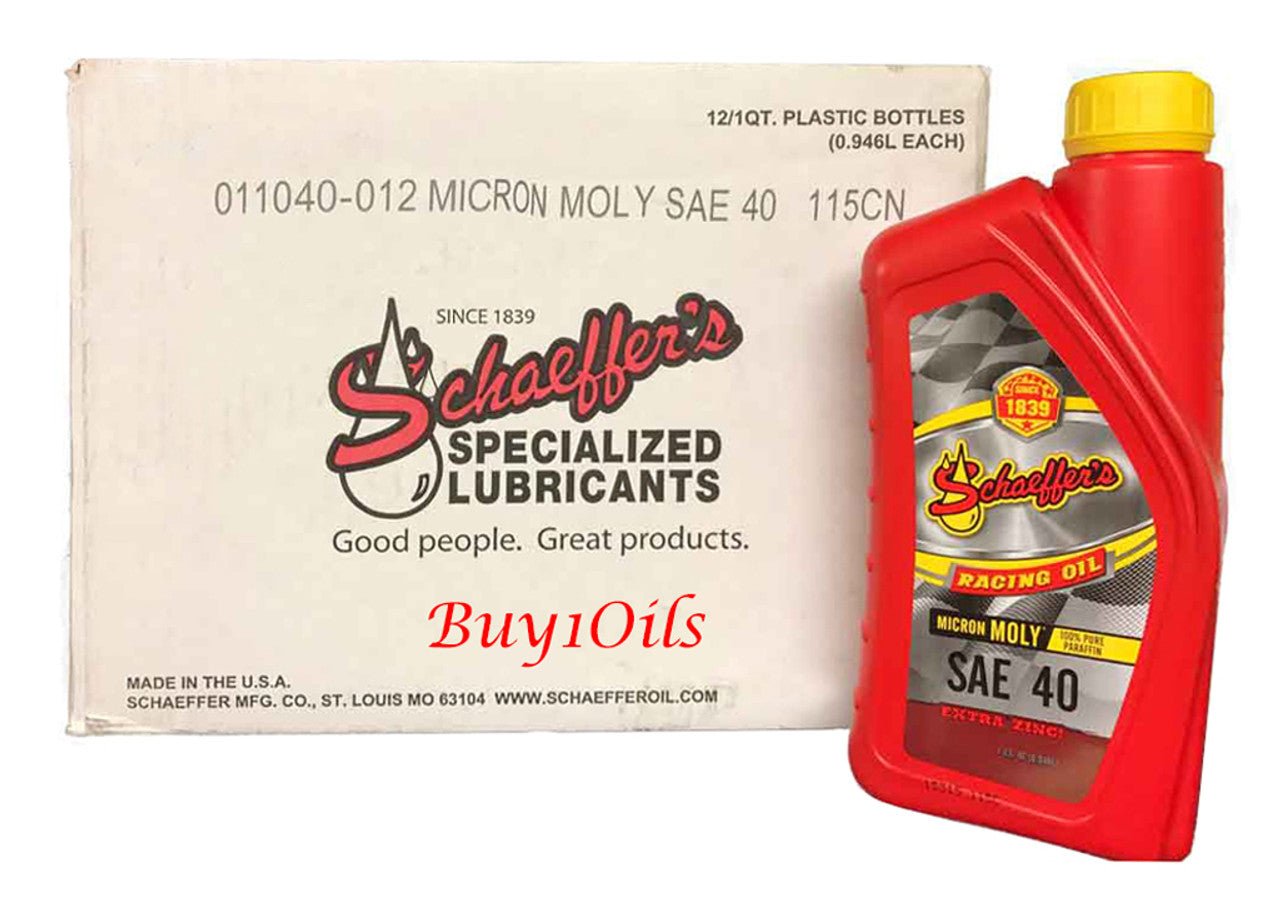 12/1QT. PLASTIC BOTTLES
(0.946L EACH)
011040-012 MICRON MOLY SAE 40 115CN
SINCE 1839
Schaeffer's
SPECIALIZED
LUBRICANTS
Good people. Great products.
Buy1Oils
MADE IN THE U.S.A.
SCHAEFFER MFG. CO., ST. LOUIS MO 63104 WWW.SCHAEFFEROIL.COM
SINCE
1839
Schaeffer's
RACING OIL
MICRON MOLY
100% PURE
PARAFFIN
SAE 40
EXTRA ZINC!